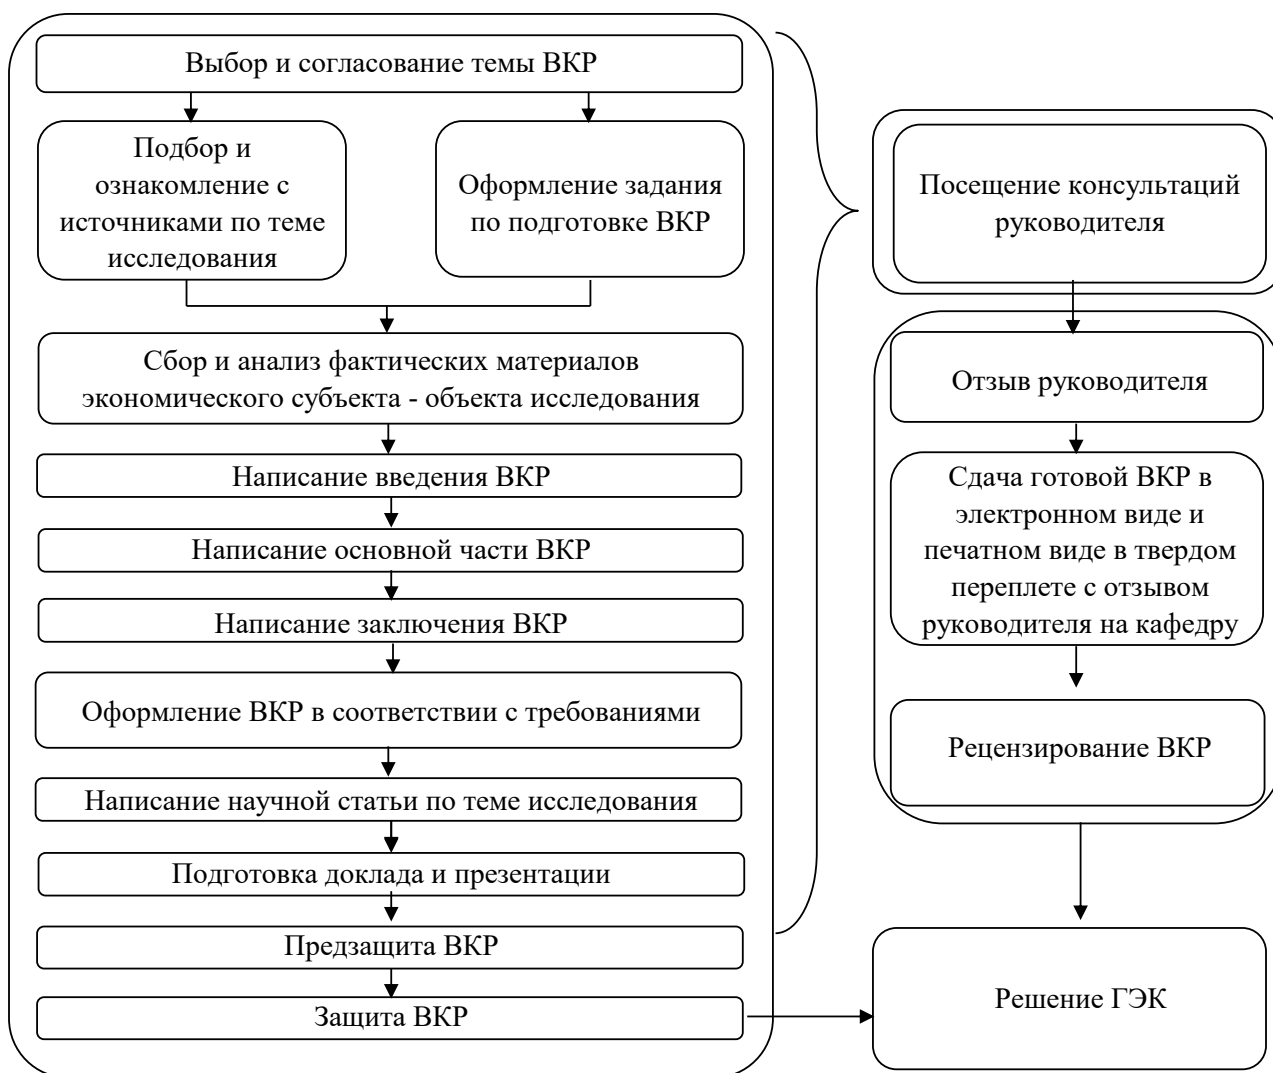 Выбор и согласование темы ВКР
Подбор и
ознакомление с
источниками по теме
исследования
Оформление задания
по подготовке ВКР
Сбор и анализ фактических материалов
экономического субъекта - объекта исследования
Написание введения ВКР
Написание основной части ВКР
Написание заключения ВКР
Оформление ВКР в соответствии с требованиями
Написание научной статьи по теме исследования
Подготовка доклада и презентации
Предзащита ВКР
Защита ВКР
Посещение консультаций
руководителя
Отзыв руководителя
Сдача готовой ВКР в
электронном виде и
печатном виде в твердом
переплете с отзывом
руководителя на кафедру
Рецензирование ВКР
Решение ГЭК